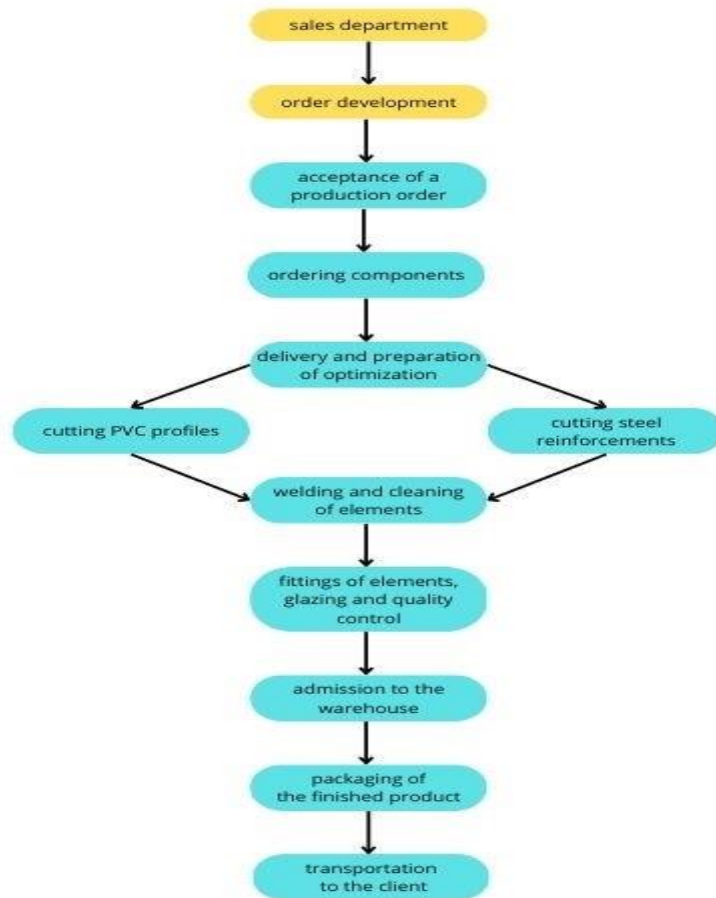 sales department
order development
acceptance of a
production order
ordering components
delivery and preparation
of optimization
cutting PVC profiles
cutting steel
reinforcements
welding and cleaning
of elements
fittings of elements,
glazing and quality
control
admission to the
warehouse
packaging of
the finished product
transportation
to the client